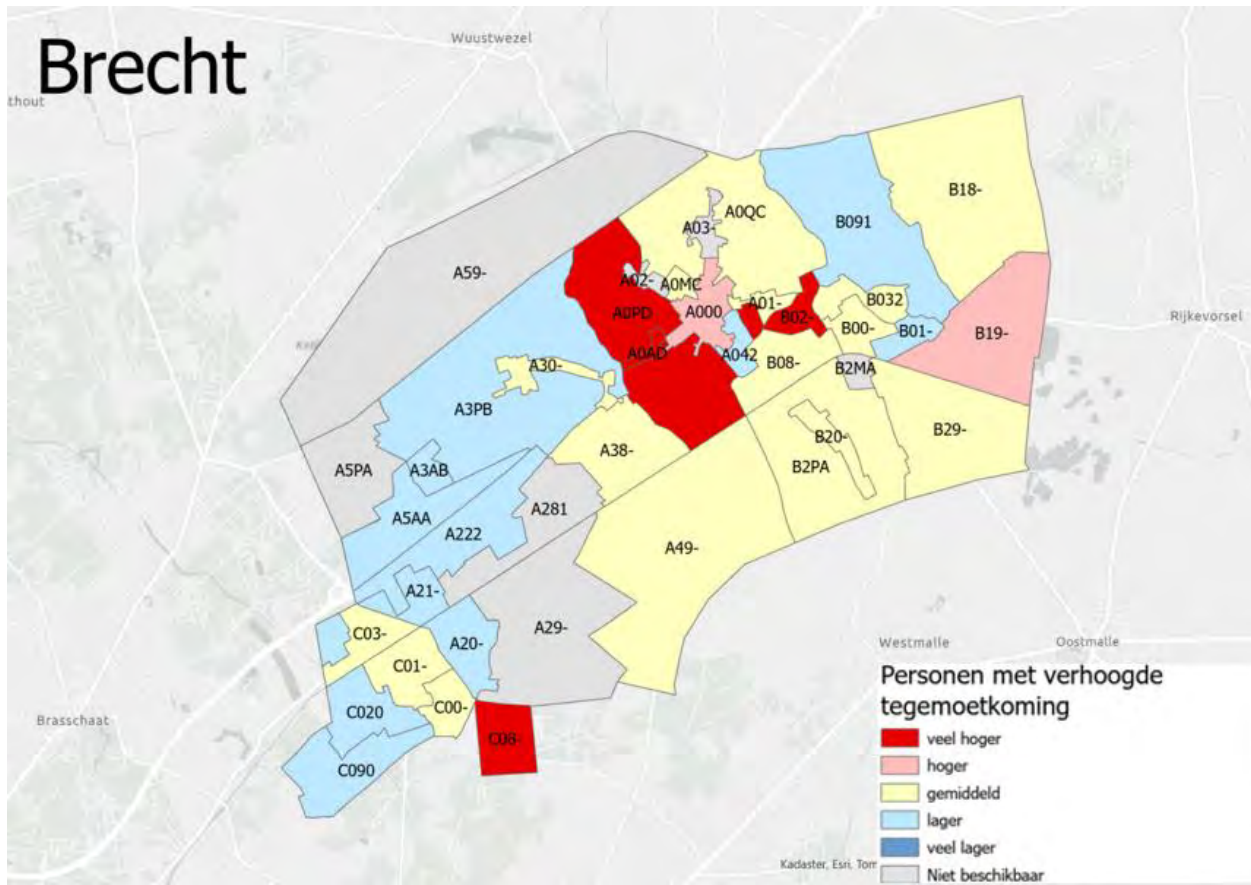 Brecht
Wuustwezel
thout
B18-
A0QC
B091
A03-
A59-
A02-
A0MC
B032
A0PD
A000
A01-
B02-
B00-
B01-
B19-
Rijkevorsel
A0AD
A042
B08-
B2MA
A30-
A3PB
B29-
B20-
A38-
B2PA
A5PA
A3AB
A281
A5AA
A222
A49-
A21-
A29-
C03-
A20-
Westmalle
Oostmalle
C01-
Personen met verhoogde
tegemoetkoming
C00-
C020
Brasschaat
C08-
veel hoger
C090
hoger
gemiddeld
lager
veel lager
Kadaster, Esri, Tom
Niet beschikbaar